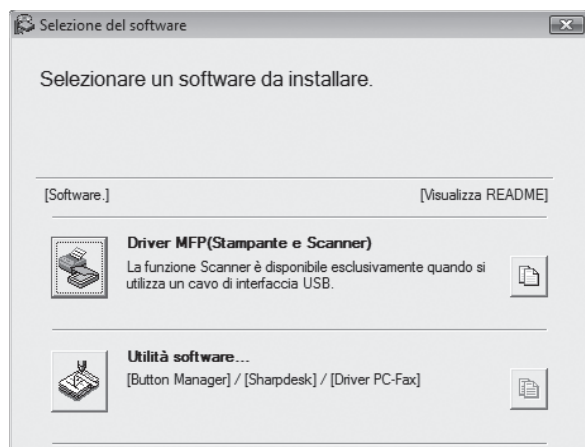 Selezione del software
Selezionare un software da installare.
[Software.] [Visualizza README]
Driver MFP(Stampante e Scanner)
La funzione Scanner è disponibile esclusivamente quando si
utilizza un cavo di interfaccia USB.
Utilità software...
[Button Manager] / [Sharpdesk] / [Driver PC-Fax]